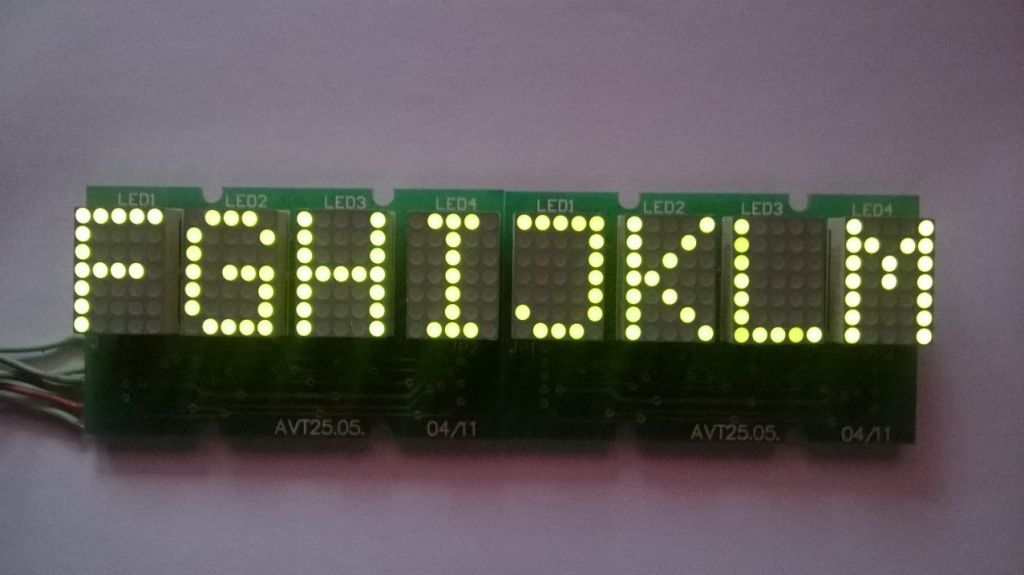 LED1 LED2 LED3 LED4 LED1 LED2 LED3 LED4
FGHIJKLM
AVT25.05. 04/11 AVT25.05. 04/11